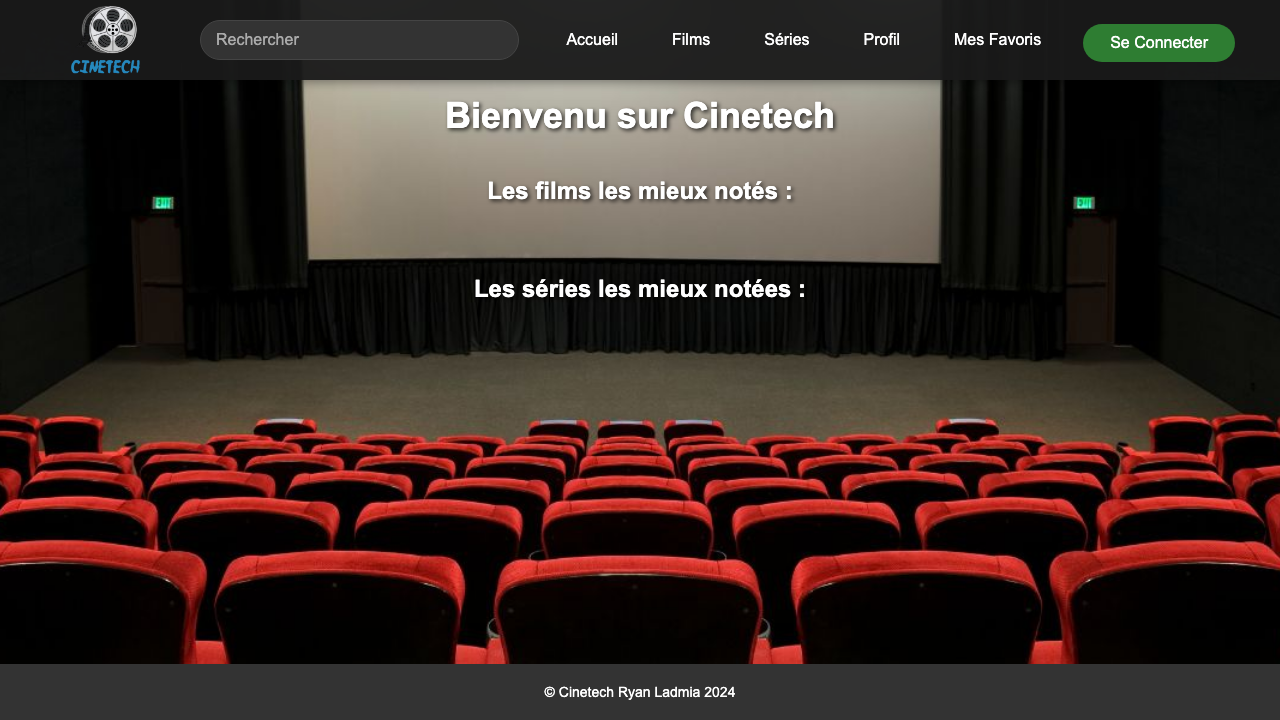 CINETECH
Rechercher
Accueil
Films
Séries
Profil
Mes Favoris
Se Connecter
Bienvenu sur Cinetech
Les films les mieux notés :
EXIT
Les séries les mieux notées :
© Cinetech Ryan Ladmia 2024